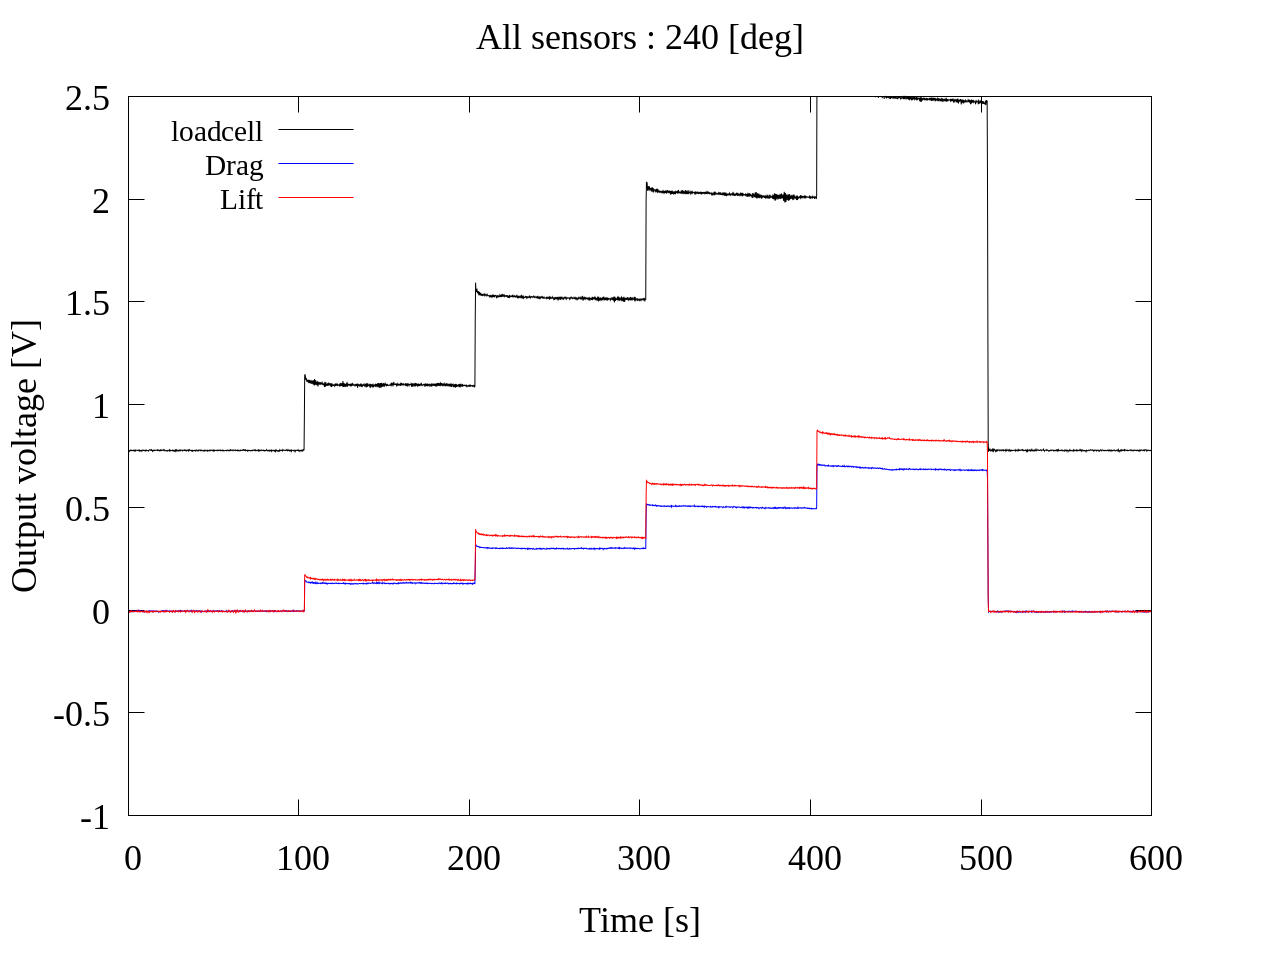 All sensors : 240 [deg]
2.5
2
1.5
1
0.5
0
-0.5
-1
Output voltage [V]
loadcell
Drag
Lift
0 100 200 300 400 500 600
Time [s]